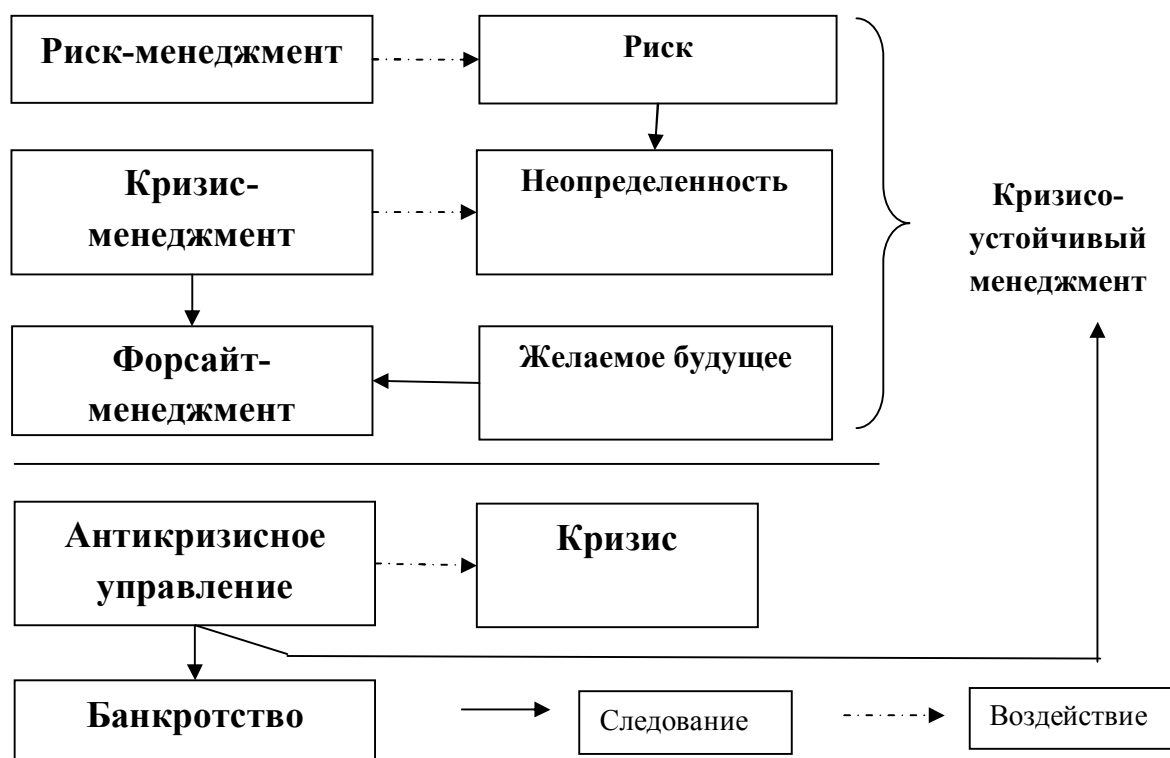 Риск-менеджмент
Риск
Кризис-
менеджмент
Неопределенность
Кризисо-
устойчивый
менеджмент
Форсайт-
менеджмент
Желаемое будущее
Антикризисное
управление
Кризис
Банкротство
Следование
Воздействие